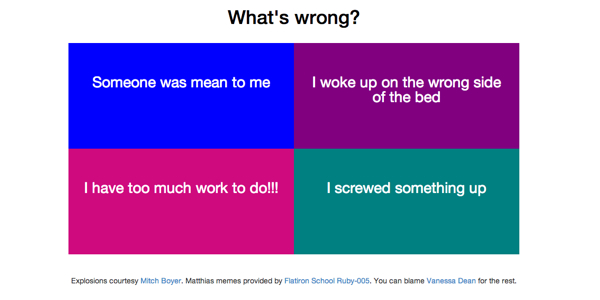 What's wrong?
Someone was mean to me
I woke up on the wrong side
of the bed
I have too much work to do!!!
I screwed something up
Explosions courtesy Mitch Boyer. Matthias memes provided by Flatiron School Ruby-005. You can blame Vanessa Dean for the rest.